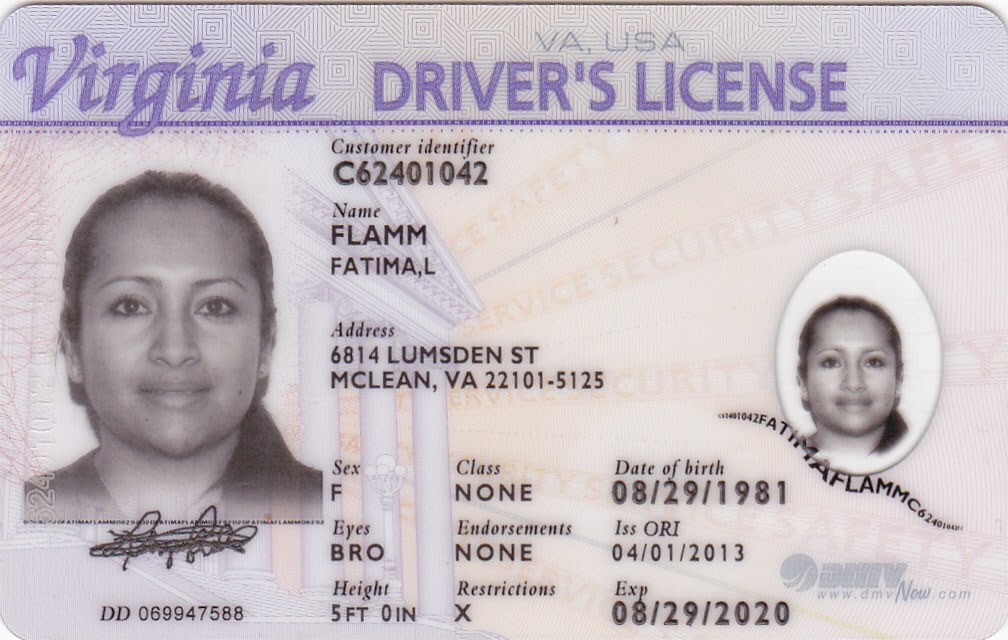 Virginia
VA, USA
DRIVER'S LICENSE
Customer identifier
C62401042
Name
FLAMM
FATIMA,L
Address
6814 LUMSDEN ST
MCLEAN, VA 22101-5125
Sex
F
Class
NONE
Date of birth
08/29/1981
Eyes
BRO
Endorsements
NONE
Iss ORI
04/01/2013
Height
5FT 0IN
Restrictions
X
Exp
08/29/2020
DD 069947588
C62401042FATIMAFLAMMC62401042
SERVICE SECURITY SAFETY
dmv
www.dmvNow.com